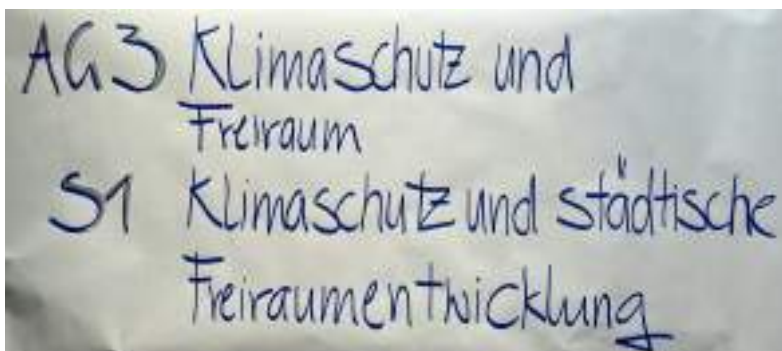 AG3 Klimaschutz und
Freiraum
S1 Klimaschutz und städtische
Freiraumentwicklung